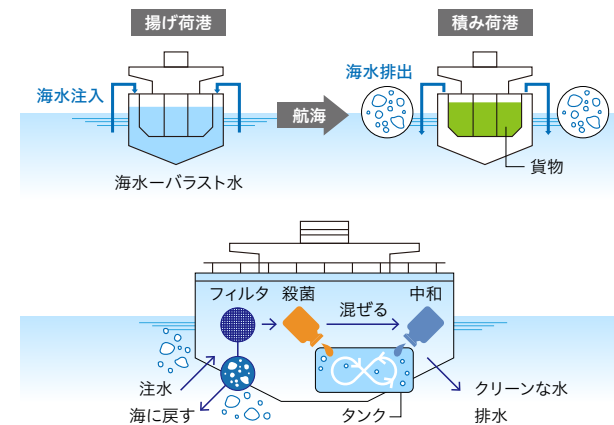 揚げ荷港
積み荷港
海水注入
海水排出
航海
貨物
海水ーバラスト水
フィルタ
殺菌
混ぜる
中和
注水
海に戻す
タンク
クリーンな水
排水